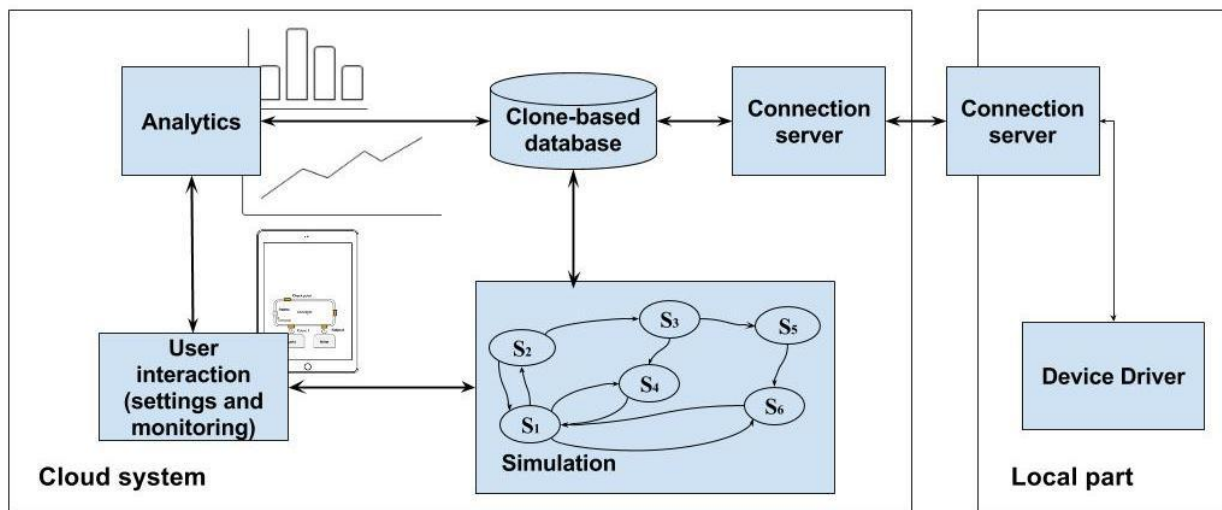 Analytics
Clone-based
database
Connection
server
Connection
server
User
interaction
(settings and
monitoring)
S1
S2
S3
S4
S5
S6
Simulation
Device Driver
Cloud system
Local part